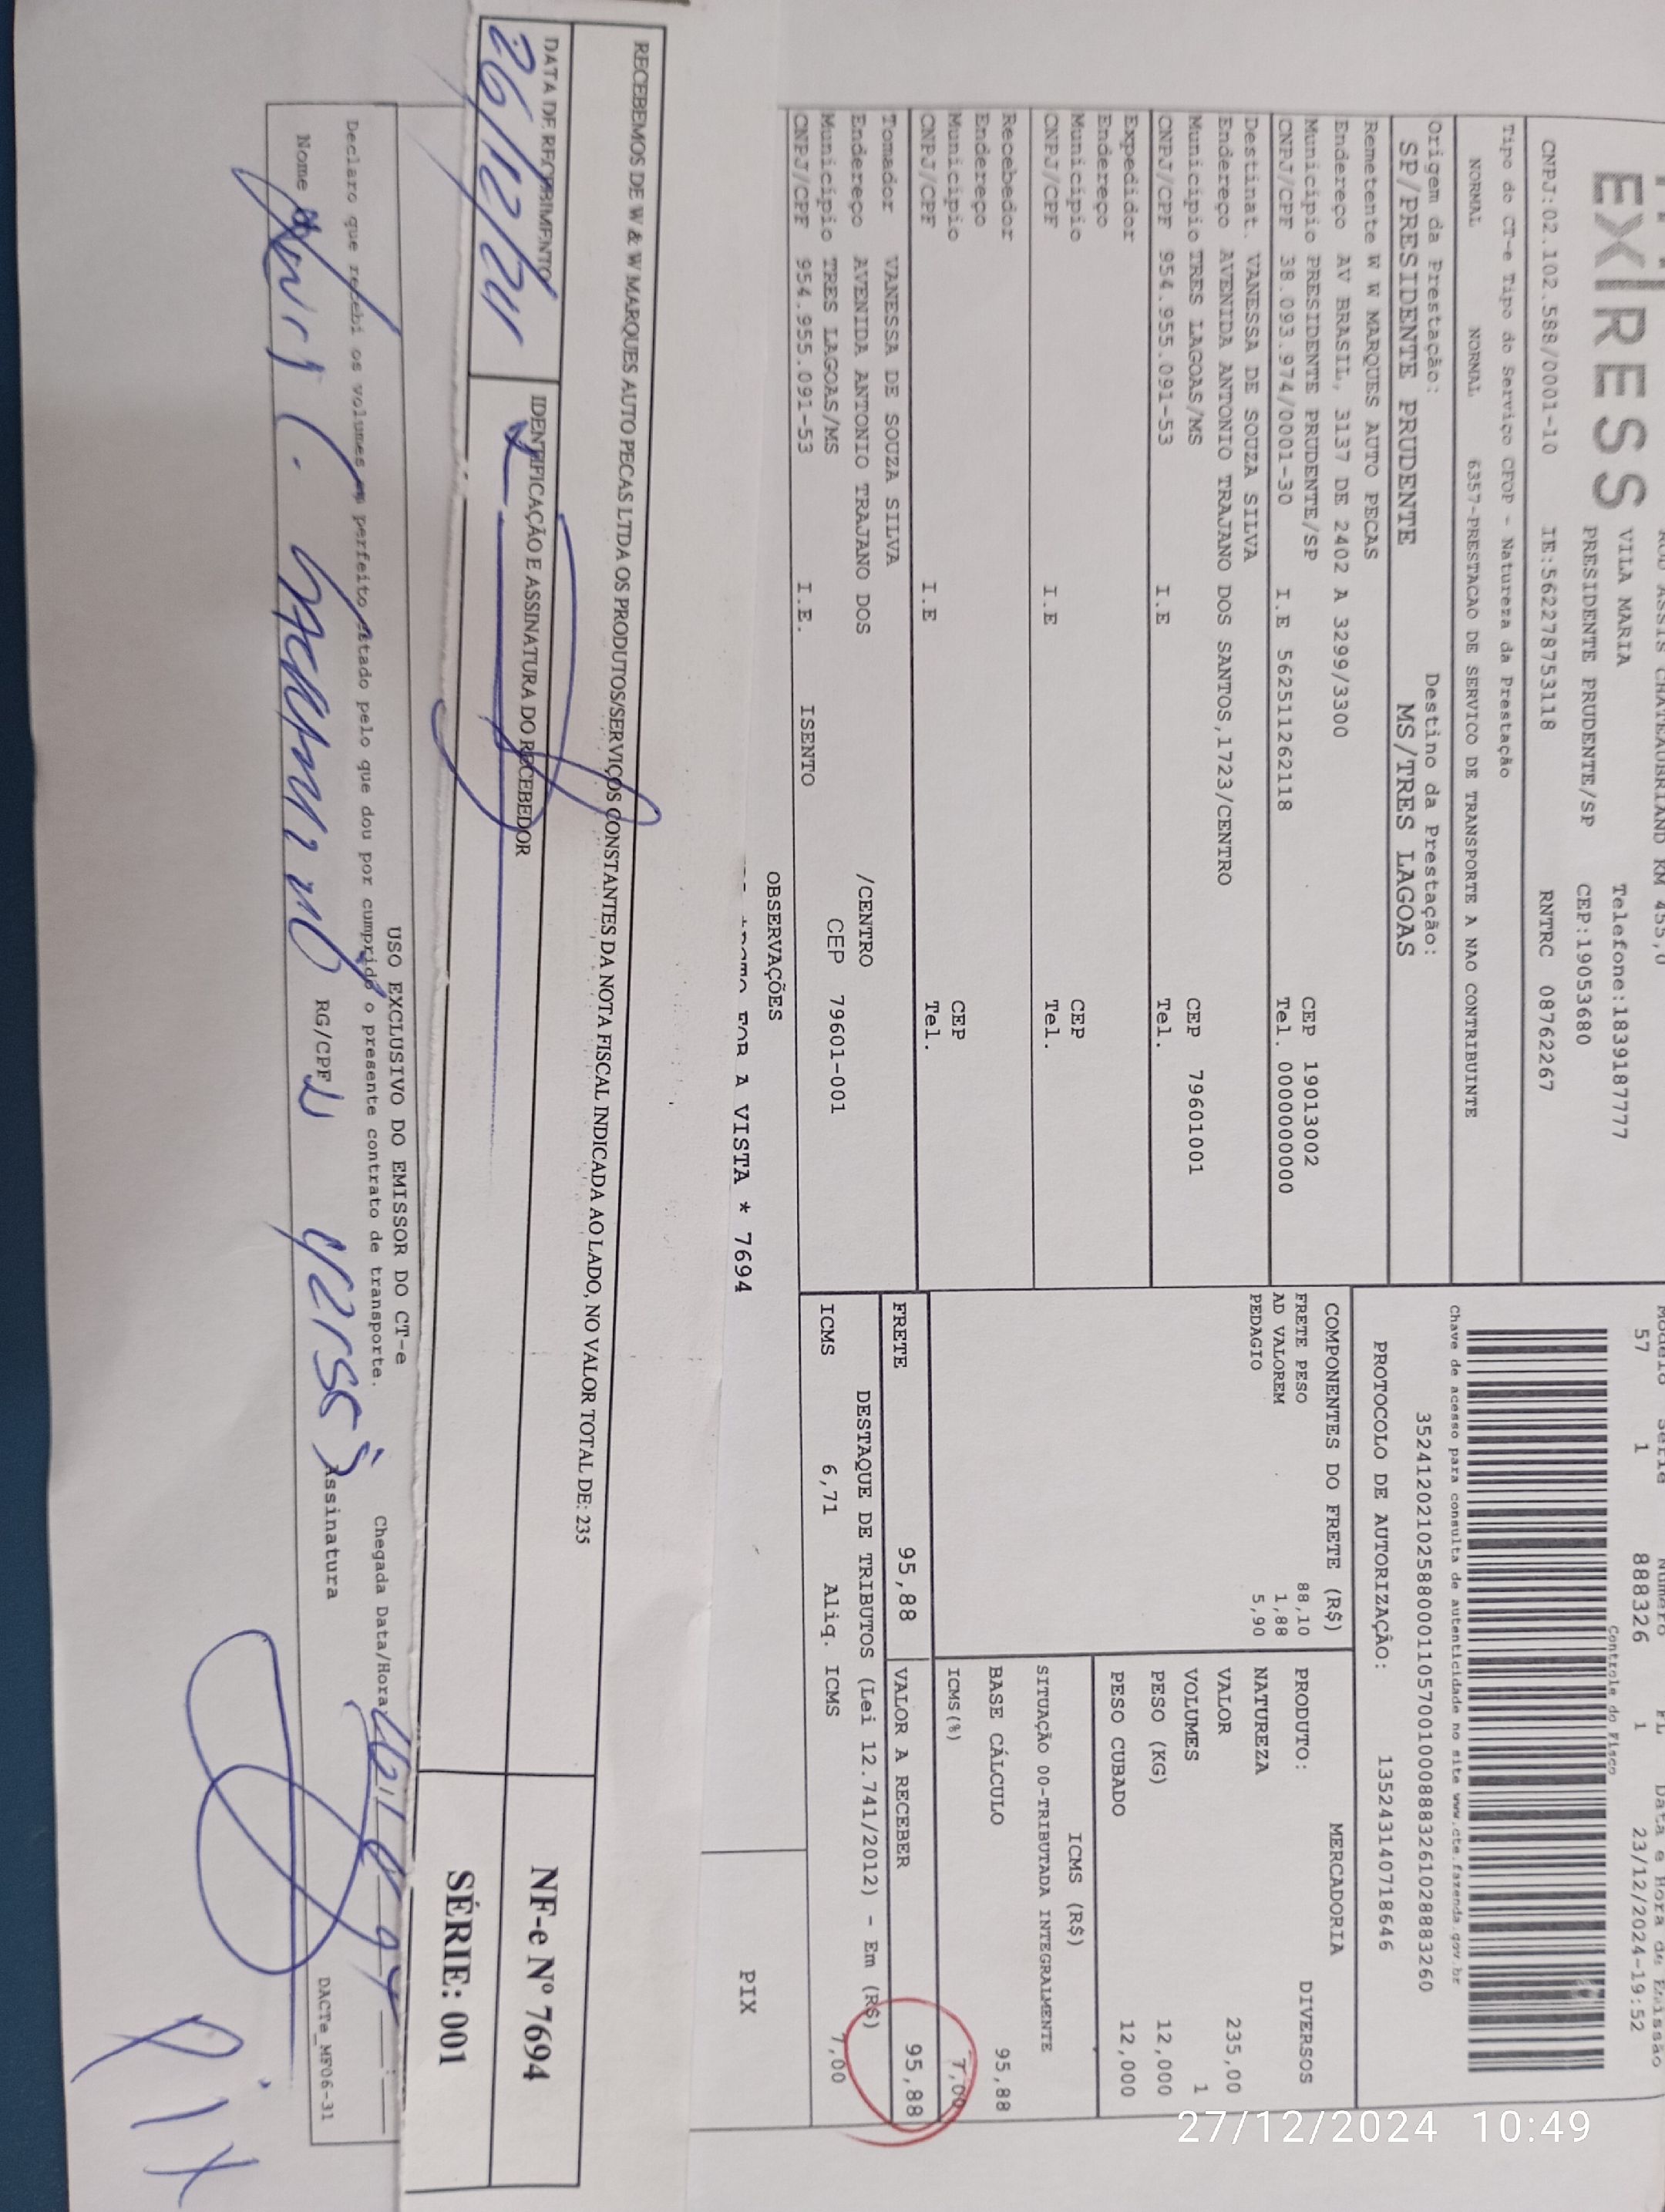 EXPRESS
ROD ASSIS CHATEAUBRIAND KM 455,0
VILA MARIA Telefone:1839187777
PRESIDENTE PRUDENTE/SP CEP:19053680
CNPJ:02.102.588/0001-10 IE:562278753118 RNTRC 08762267
Modelo Série Número FL Data e Hora de Emissão
57 1 888326 1 23/12/2024-19:52
Controle do Fisco
Tipo do CT-e Tipo do Serviço CFOP - Natureza da Prestação
NORMAL NORMAL 6357-PRESTACAO DE SERVICO DE TRANSPORTE A NAO CONTRIBUINTE
Chave de acesso para consulta de autenticidade no site www.cte.fazenda.gov.br
35241202102588000110570010008883261028883260
Origem da Prestação: Destino da Prestação:
SP/PRESIDENTE PRUDENTE MS/TRES LAGOAS
PROTOCOLO DE AUTORIZAÇÃO: 135243140718646
Remetente W W MARQUES AUTO PECAS
Endereço AV BRASIL, 3137 DE 2402 A 3299/3300
Município PRESIDENTE PRUDENTE/SP CEP 19013002
CNPJ/CPF 38.093.974/0001-30 I.E 562511262118 Tel. 000000000
Destinat. VANESSA DE SOUZA SILVA
Endereço AVENIDA ANTONIO TRAJANO DOS SANTOS,1723/CENTRO
Município TRES LAGOAS/MS CEP 79601001
CNPJ/CPF 954.955.091-53 I.E Tel.
Expedidor
Endereço
Município CEP
CNPJ/CPF I.E Tel.
Recebedor
Endereço
Município CEP
CNPJ/CPF I.E Tel.
Tomador VANESSA DE SOUZA SILVA
Endereço AVENIDA ANTONIO TRAJANO DOS /CENTRO
Município TRES LAGOAS/MS CEP 79601-001
CNPJ/CPF 954.955.091-53 I.E. ISENTO
COMPONENTES DO FRETE (R$)
FRETE PESO 88,10
AD VALOREM 1,88
PEDAGIO 5,90
MERCADORIA
PRODUTO: DIVERSOS
NATUREZA
VALOR 235,00
VOLUMES 1
PESO (KG) 12,000
PESO CUBADO 12,000
ICMS (R$)
SITUAÇÃO 00-TRIBUTADA INTEGRALMENTE
BASE CÁLCULO 95,88
ICMS(%) 7,00
FRETE 95,88 VALOR A RECEBER 95,88
DESTAQUE DE TRIBUTOS (Lei 12.741/2012) - Em (R$)
ICMS 6,71 Aliq. ICMS 7,00
OBSERVAÇÕES
FOB A VISTA * 7694
PIX
RECEBEMOS DE W & W MARQUES AUTO PECAS LTDA OS PRODUTOS/SERVIÇOS CONSTANTES DA NOTA FISCAL INDICADA AO LADO, NO VALOR TOTAL DE: 235
DATA DE RECEBIMENTO IDENTIFICAÇÃO E ASSINATURA DO RECEBEDOR
26/12/24
NF-e Nº 7694
SÉRIE: 001
USO EXCLUSIVO DO EMISSOR DO CT-e
Declaro que recebi os volumes em perfeito estado pelo que dou por cumprido o presente contrato de transporte.
Chegada Data/Hora
Nome RG/CPF Assinatura
DACTe_MF06-31
PIX
27/12/2024 10:49